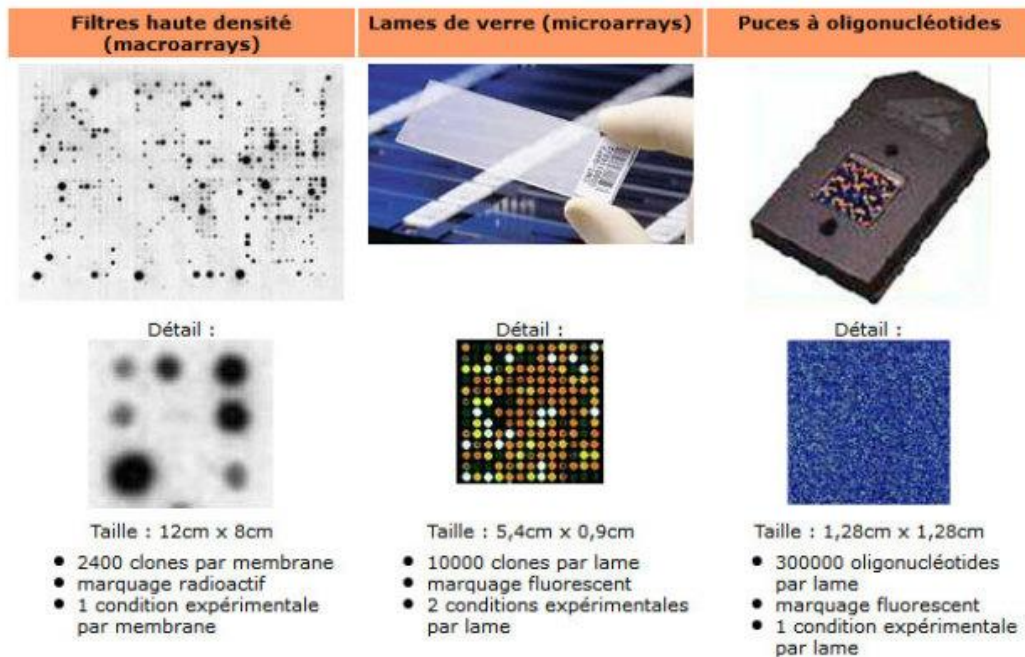 Filtres haute densité
(macroarrays)
Lames de verre (microarrays)
Puces à oligonucléotides
Détail :
Détail :
Détail :
Taille : 12cm x 8cm
• 2400 clones par membrane
• marquage radioactif
• 1 condition expérimentale
par membrane
Taille : 5,4cm x 0,9cm
• 10000 clones par lame
• marquage fluorescent
• 2 conditions expérimentales
par lame
Taille : 1,28cm x 1,28cm
• 300000 oligonucléotides
par lame
• marquage fluorescent
• 1 condition expérimentale
par lame